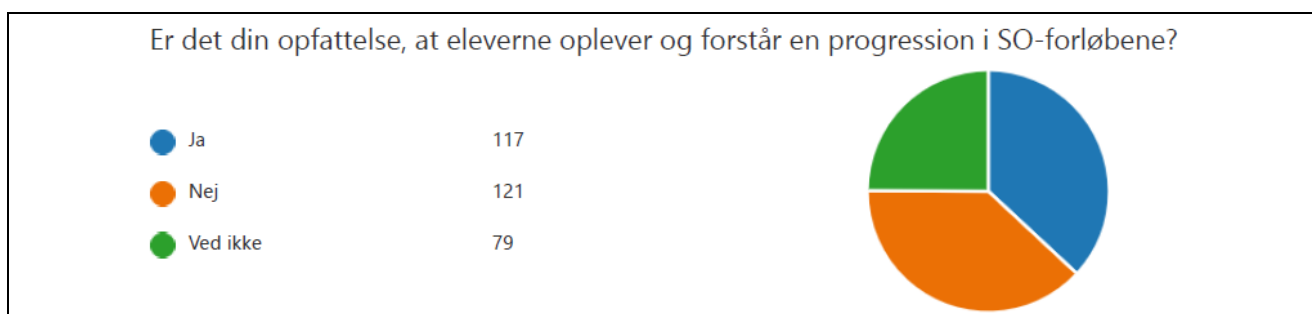 Er det din opfattelse, at eleverne oplever og forstår en progression i SO-forløbene?
Ja 117
Nej 121
Ved ikke 79